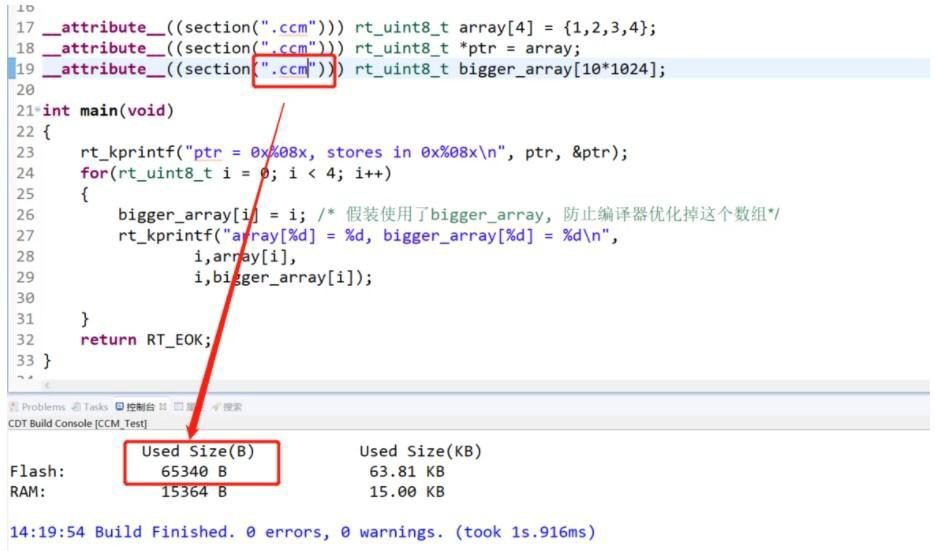 16
17 __attribute__((section(".ccm"))) rt_uint8_t array[4] = {1,2,3,4};
18 __attribute__((section(".ccm"))) rt_uint8_t *ptr = array;
19 __attribute__((section(".ccm"))) rt_uint8_t bigger_array[10*1024];
20
21 int main(void)
22 {
23     rt_kprintf("ptr = 0x%08x, stores in 0x%08x\n", ptr, &ptr);
24     for(rt_uint8_t i = 0; i < 4; i++)
25     {
26         bigger_array[i] = i; /* 假装使用了bigger_array, 防止编译器优化掉这个数组*/
27         rt_kprintf("array[%d] = %d, bigger_array[%d] = %d\n",
28                 i,array[i],
29                 i,bigger_array[i]);
30
31     }
32     return RT_EOK;
33 }
Problems Tasks 控制台 搜索
CDT Build Console [CCM_Test]
Used Size(B) Used Size(KB)
Flash: 65340 B 63.81 KB
RAM: 15364 B 15.00 KB
14:19:54 Build Finished. 0 errors, 0 warnings. (took 1s.916ms)